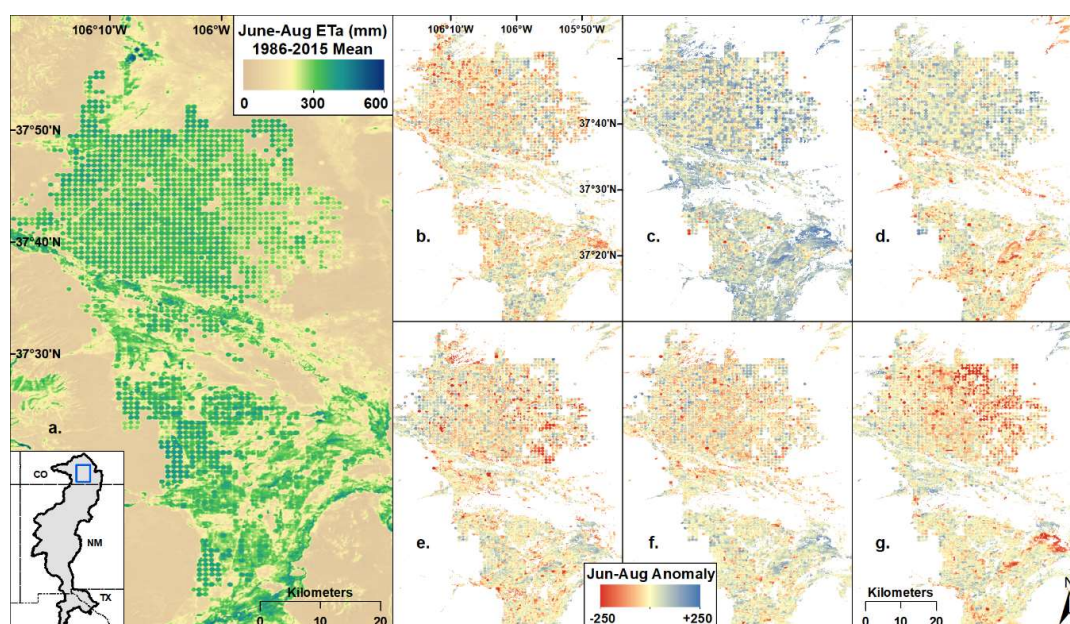 106°10'W
106°W
June-Aug ETa (mm)
1986-2015 Mean
0
300
600
37°50'N
37°40'N
37°30'N
a.
CO
NM
TX
Kilometers
0
10
20
106°10'W
106°W
105°50'W
37°40'N
37°30'N
37°20'N
b.
c.
d.
e.
f.
g.
Jun-Aug Anomaly
-250
+250
Kilometers
0
10
20